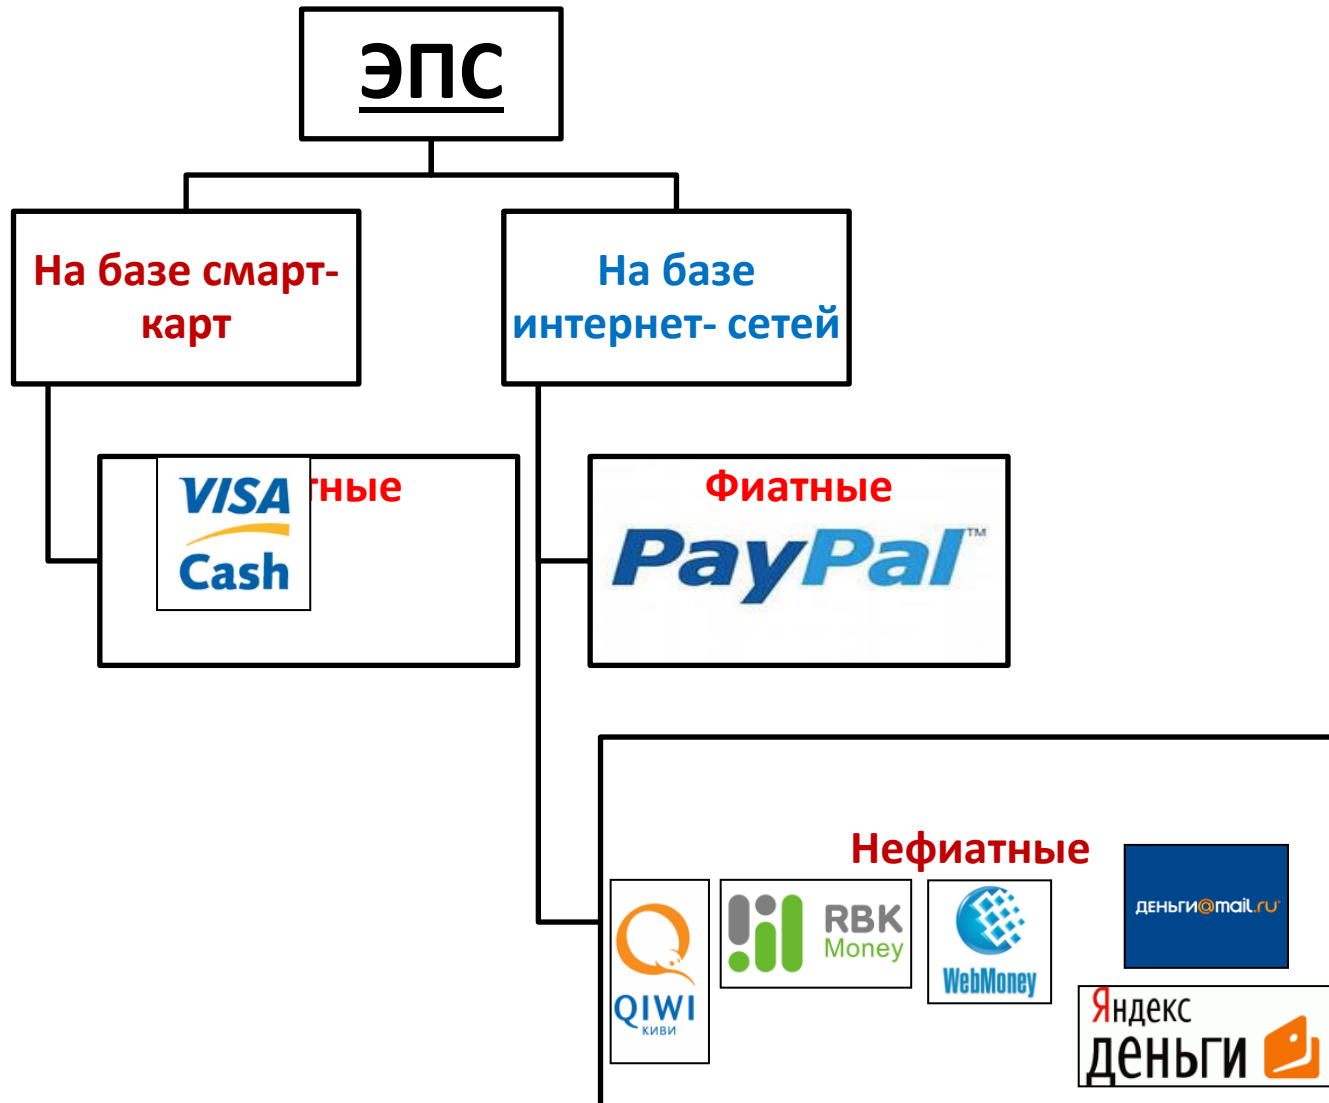 ЭПС
На базе смарт-
карт
На базе
интернет- сетей
VISA
Cash
тные
Фиатные
PayPal™
Нефиатные
QIWI
КИВИ
RBK
Money
WebMoney
ДЕНЬГИ@mail.ru
Яндекс
деньги